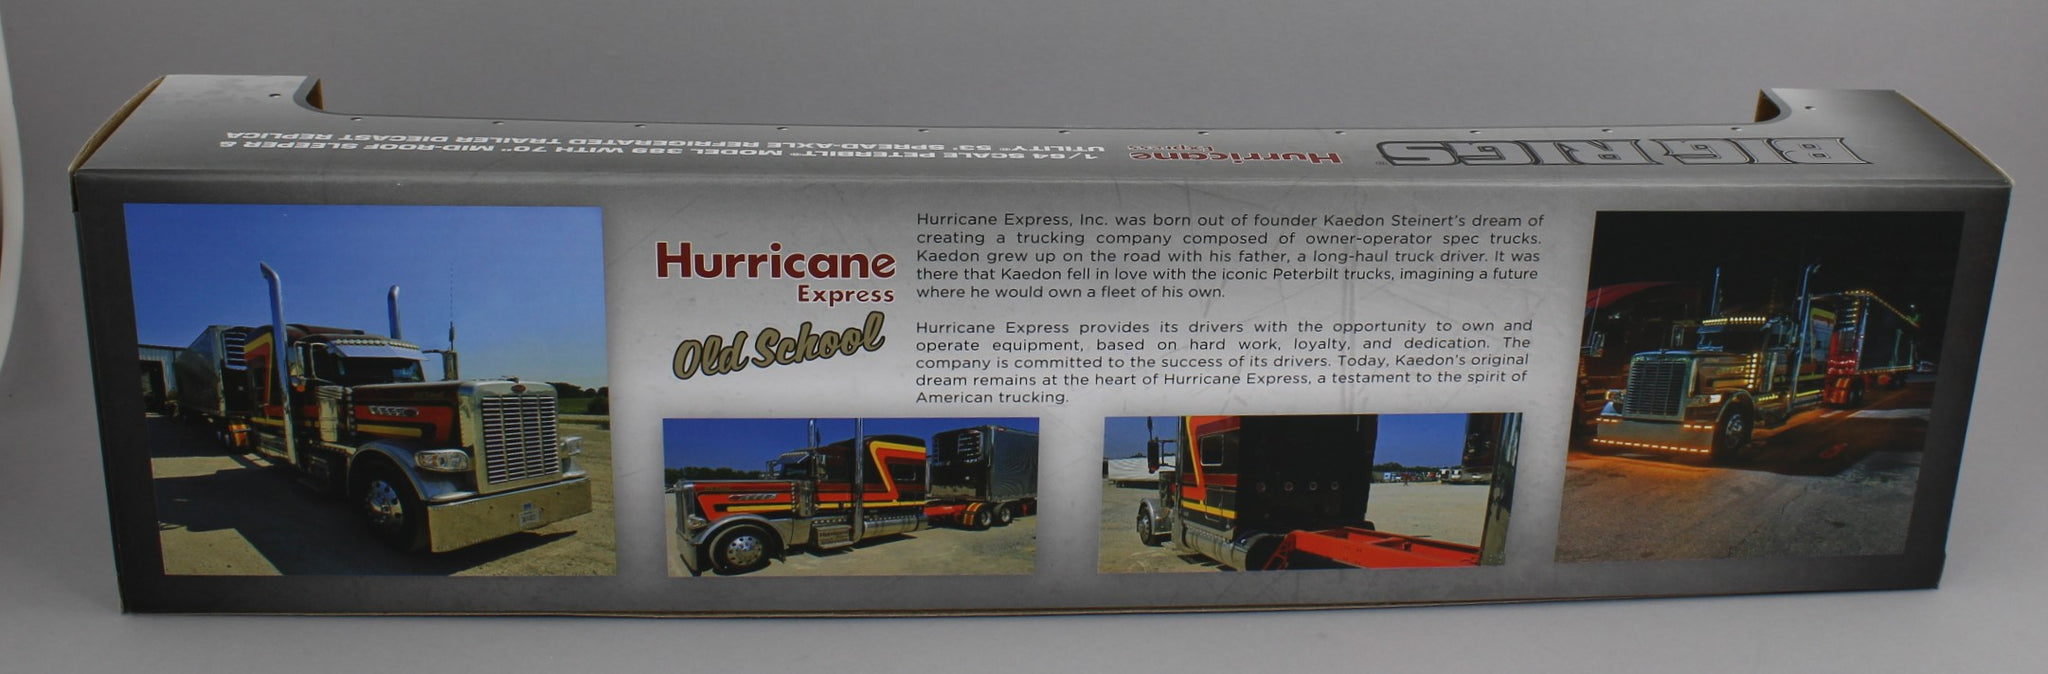 BIG RIGS®
Hurricane
Express
1/64 SCALE PETERBILT® MODEL 389 WITH 70" MID-ROOF SLEEPER &
UTILITY® 53' SPREAD-AXLE REFRIGERATED TRAILER DIECAST REPLICA
Hurricane
Express
Old School
Hurricane Express, Inc. was born out of founder Kaedon Steinert's dream of
creating a trucking company composed of owner-operator spec trucks.
Kaedon grew up on the road with his father, a long-haul truck driver. It was
there that Kaedon fell in love with the iconic Peterbilt trucks, imagining a future
where he would own a fleet of his own.
Hurricane Express provides its drivers with the opportunity to own and
operate equipment, based on hard work, loyalty, and dedication. The
company is committed to the success of its drivers. Today, Kaedon's original
dream remains at the heart of Hurricane Express, a testament to the spirit of
American trucking.